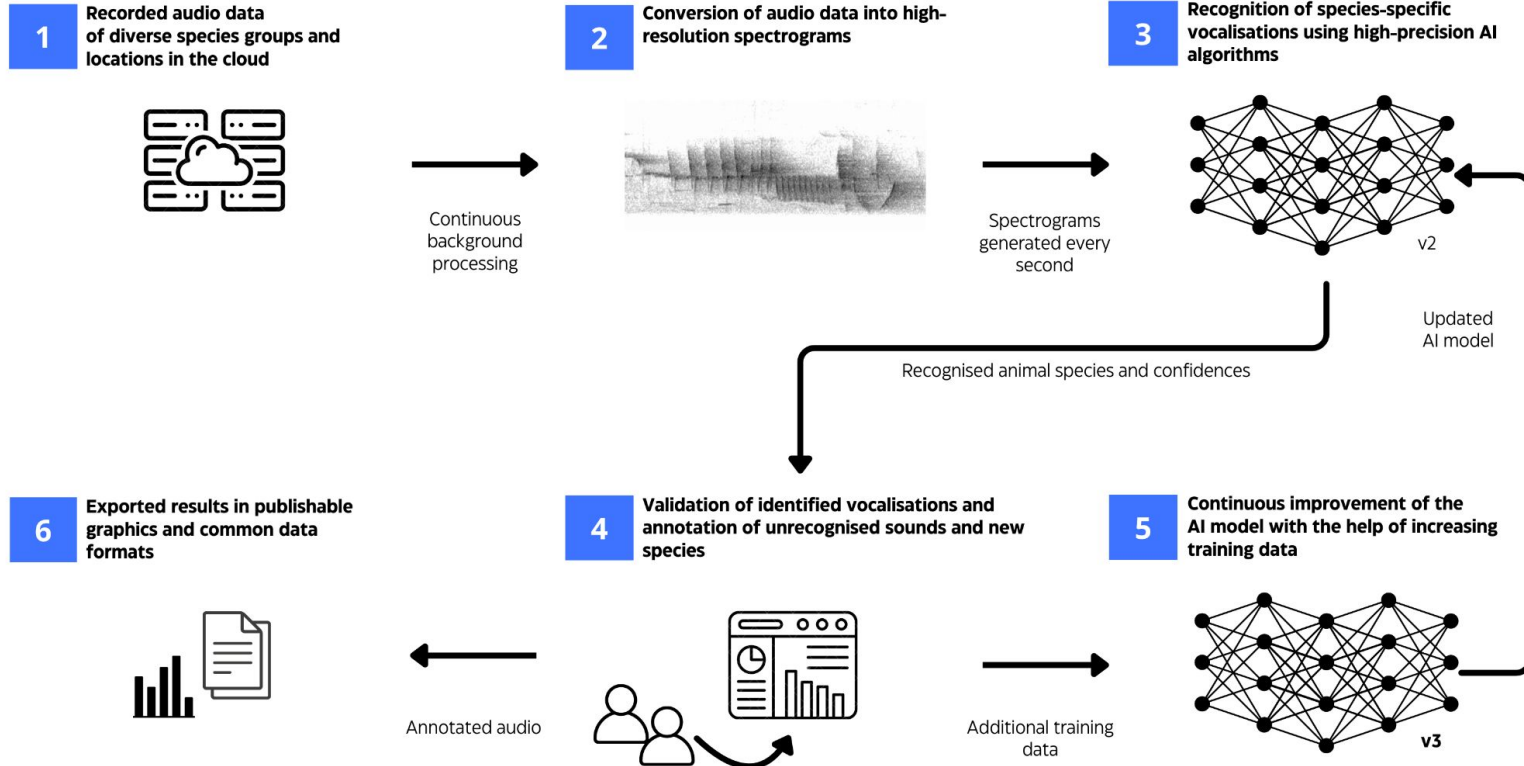 1
Recorded audio data
of diverse species groups and
locations in the cloud
2
Conversion of audio data into high-
resolution spectrograms
3
Recognition of species-specific
vocalisations using high-precision AI
algorithms
Continuous
background
processing
Spectrograms
generated every
second
v2
Updated
AI model
Recognised animal species and confidences
6
Exported results in publishable
graphics and common data
formats
4
Validation of identified vocalisations and
annotation of unrecognised sounds and new
species
5
Continuous improvement of the
AI model with the help of increasing
training data
Annotated audio
Additional training
data
v3